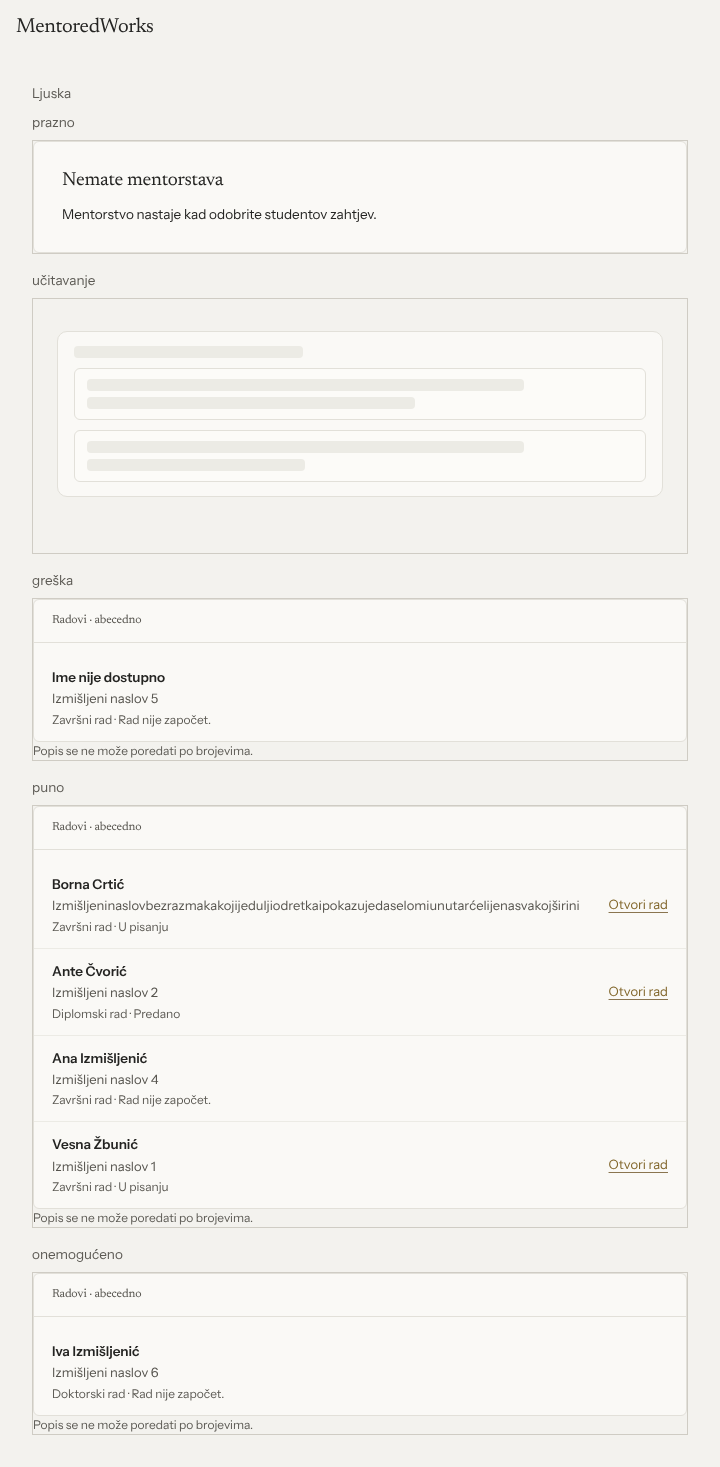 MentoredWorks
Ljuska
prazno
Nemate mentorstava
Mentorstvo nastaje kad odobrite studentov zahtjev.
učitavanje
greška
Radovi · abecedno
Ime nije dostupno
Izmišljeni naslov 5
Završni rad · Rad nije započet.
Popis se ne može poredati po brojevima.
puno
Radovi · abecedno
Borna Crtić
Izmišljeninaslovbezrazmakakojijeduljiodretkaipokazujedaselomiunutarćelijenasvakojširini
Otvori rad
Završni rad · U pisanju
Ante Čvorić
Izmišljeni naslov 2
Otvori rad
Diplomski rad · Predano
Ana Izmišljenić
Izmišljeni naslov 4
Završni rad · Rad nije započet.
Vesna Žbunić
Izmišljeni naslov 1
Otvori rad
Završni rad · U pisanju
Popis se ne može poredati po brojevima.
onemogućeno
Radovi · abecedno
Iva Izmišljenić
Izmišljeni naslov 6
Doktorski rad · Rad nije započet.
Popis se ne može poredati po brojevima.